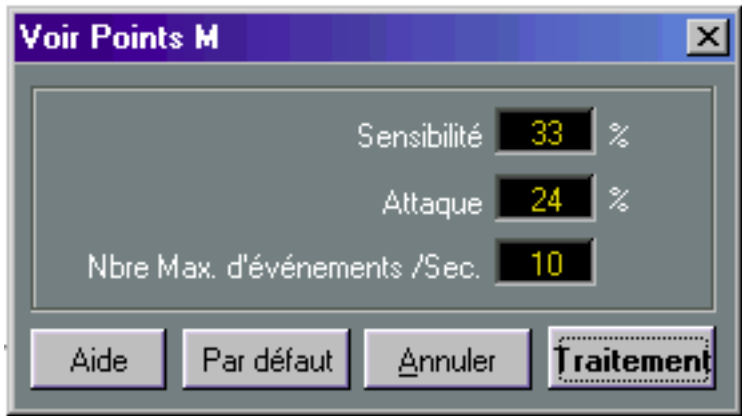 Voir Points M
Sensibilité 33 %
Attaque 24 %
Nbre Max. d'événements /Sec. 10
Aide Par défaut Annuler Traitement